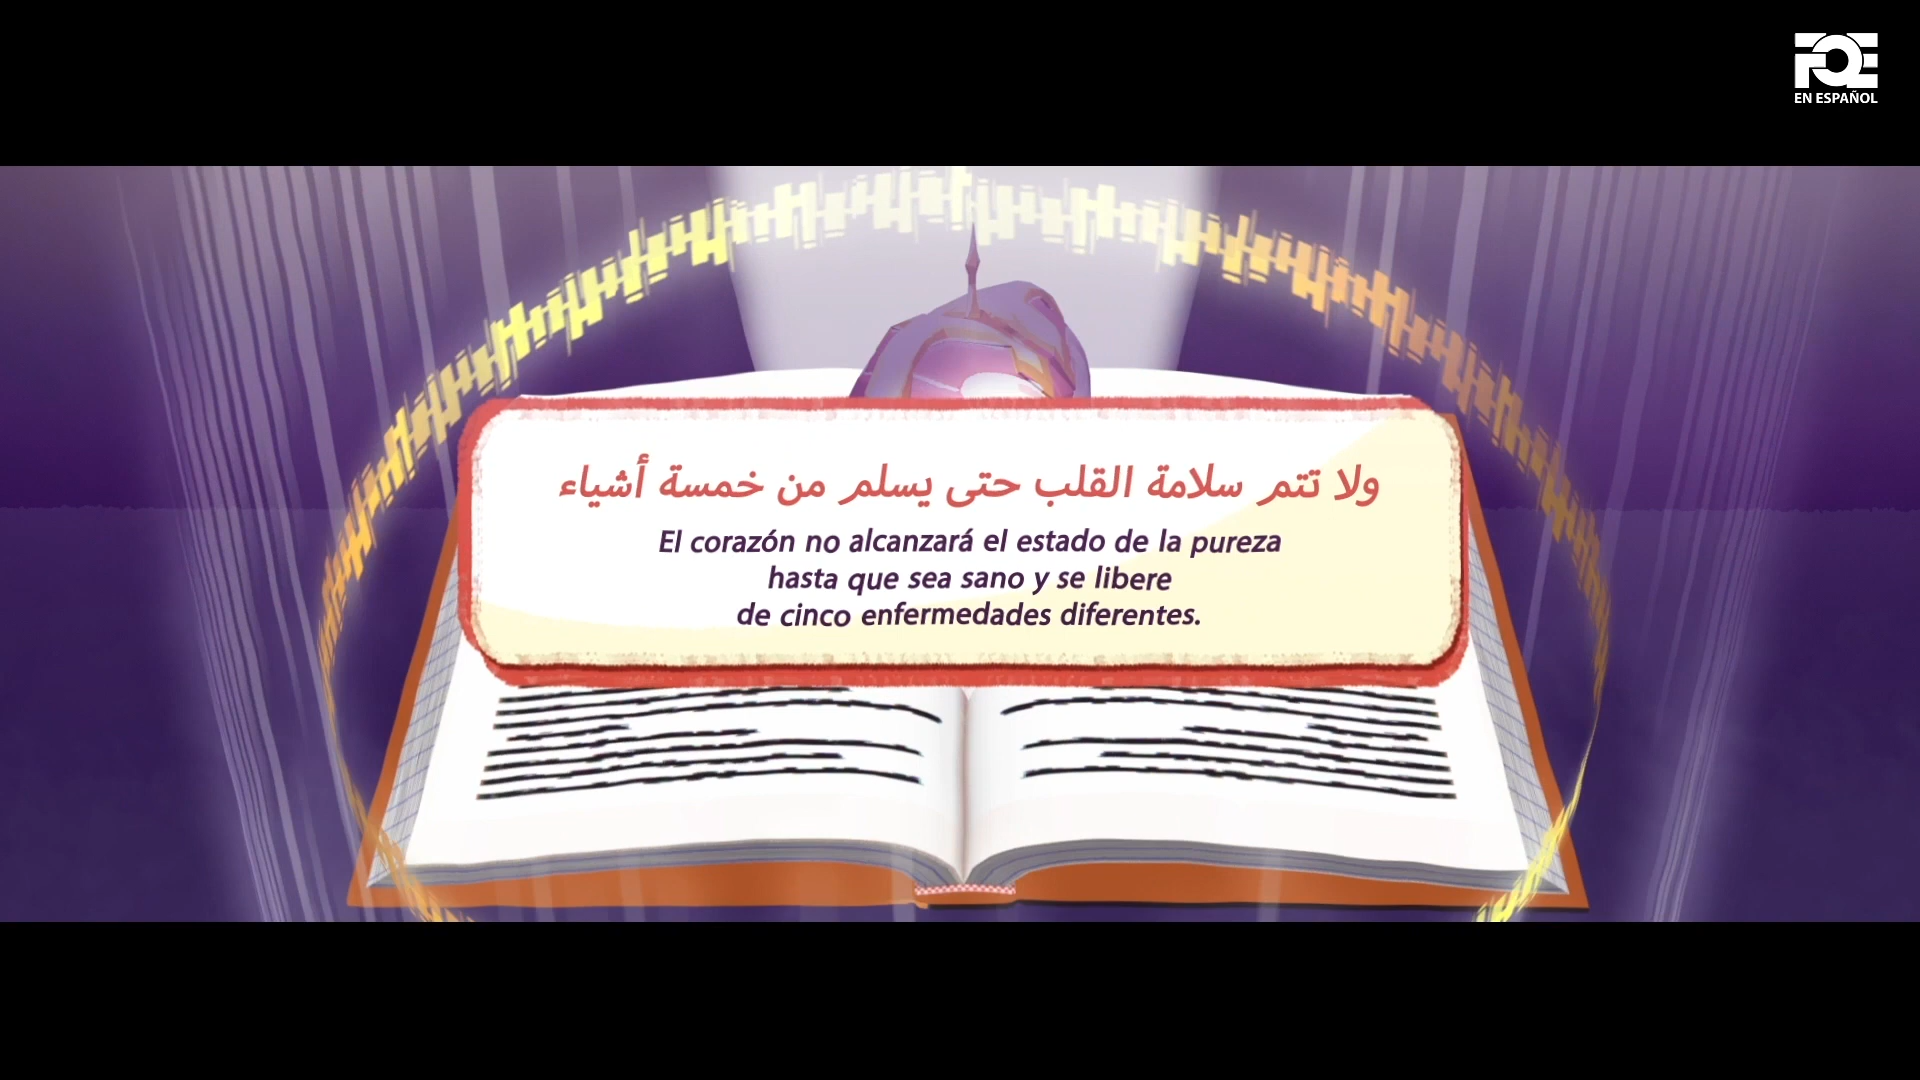 FQE
EN ESPAÑOL
ولا تتم سلامة القلب حتى يسلم من خمسة أشياء
El corazón no alcanzará el estado de la pureza
hasta que sea sano y se libere
de cinco enfermedades diferentes.